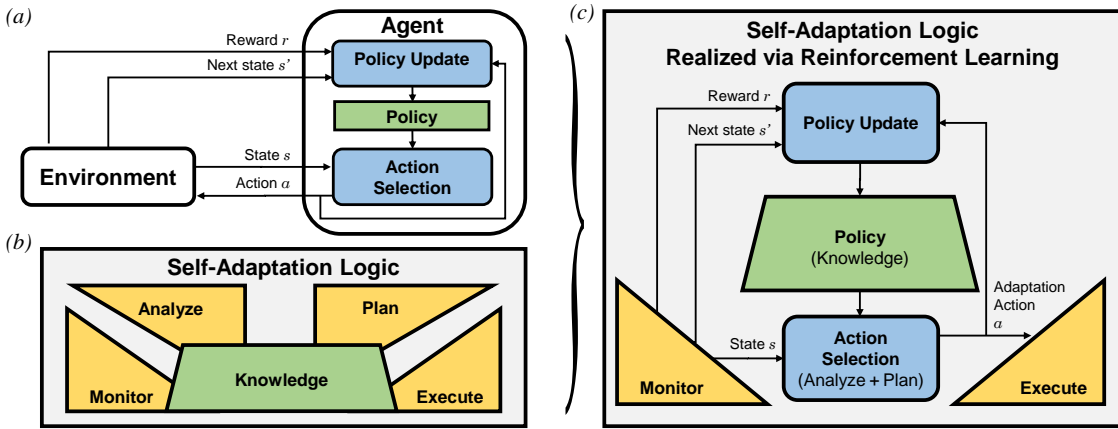 (a)
Agent
Reward r
Policy Update
Next state s’
Policy
State s
Environment
Action Selection
Action a
(b)
Self-Adaptation Logic
Analyze
Plan
Knowledge
Monitor
Execute
(c)
Self-Adaptation Logic
Realized via Reinforcement Learning
Reward r
Policy Update
Next state s’
Policy
(Knowledge)
Adaptation
Action
a
State s
Action
Selection
(Analyze + Plan)
Monitor
Execute